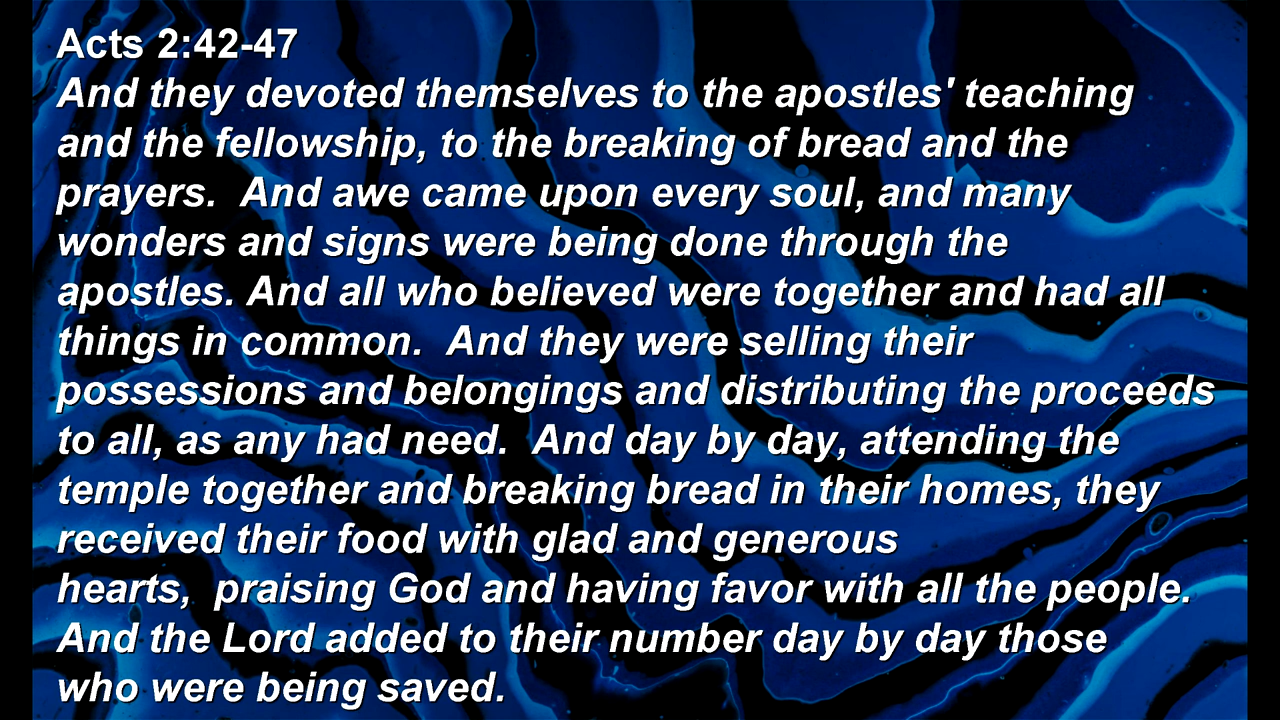 Acts 2:42-47
And they devoted themselves to the apostles' teaching
and the fellowship, to the breaking of bread and the
prayers.  And awe came upon every soul, and many
wonders and signs were being done through the
apostles. And all who believed were together and had all
things in common.  And they were selling their
possessions and belongings and distributing the proceeds
to all, as any had need.  And day by day, attending the
temple together and breaking bread in their homes, they
received their food with glad and generous
hearts,  praising God and having favor with all the people.
And the Lord added to their number day by day those
who were being saved.